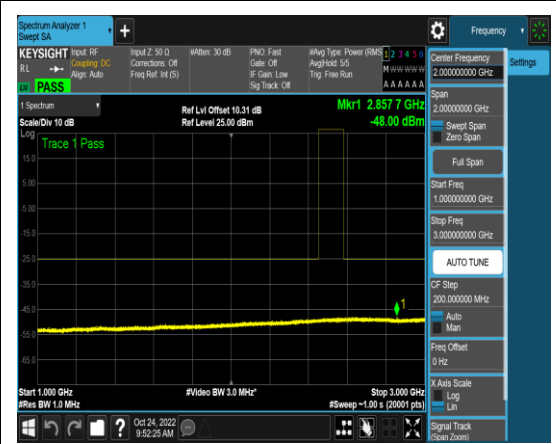 Spectrum Analyzer 1
Swept SA
+
Frequency
KEYSIGHT
RL
PASS
Input: RF
Coupling: DC
Align: Auto
Input Z: 50 Ω
Corrections: Off
Freq Ref: Int (S)
#Atten: 30 dB
PNO: Fast
Gate: Off
IF Gain: Low
Sig Track: Off
#Avg Type: Power (RMS
Avg|Hold: 5/5
Trig: Free Run
1 2 3 4 5 6
M W W W W W
A A A A A A
1 Spectrum
Scale/Div 10 dB
Ref Lvl Offset 10.31 dB
Ref Level 25.00 dBm
Mkr1 2.857 7 GHz
-48.00 dBm
Log
Trace 1 Pass
15.0
5.00
-5.00
-15.0
-25.0
-35.0
-45.0
-55.0
-65.0
1
Start 1.000 GHz
#Res BW 1.0 MHz
#Video BW 3.0 MHz*
Stop 3.000 GHz
#Sweep ~1.00 s (20001 pts)
?
Oct 24, 2022
9:52:25 AM
Center Frequency
2.000000000 GHz
Span
2.00000000 GHz
Swept Span
Zero Span
Full Span
Start Freq
1.000000000 GHz
Stop Freq
3.000000000 GHz
AUTO TUNE
CF Step
200.000000 MHz
Auto
Man
Freq Offset
0 Hz
X Axis Scale
Log
Lin
Signal Track
(Span Zoom)
Settings